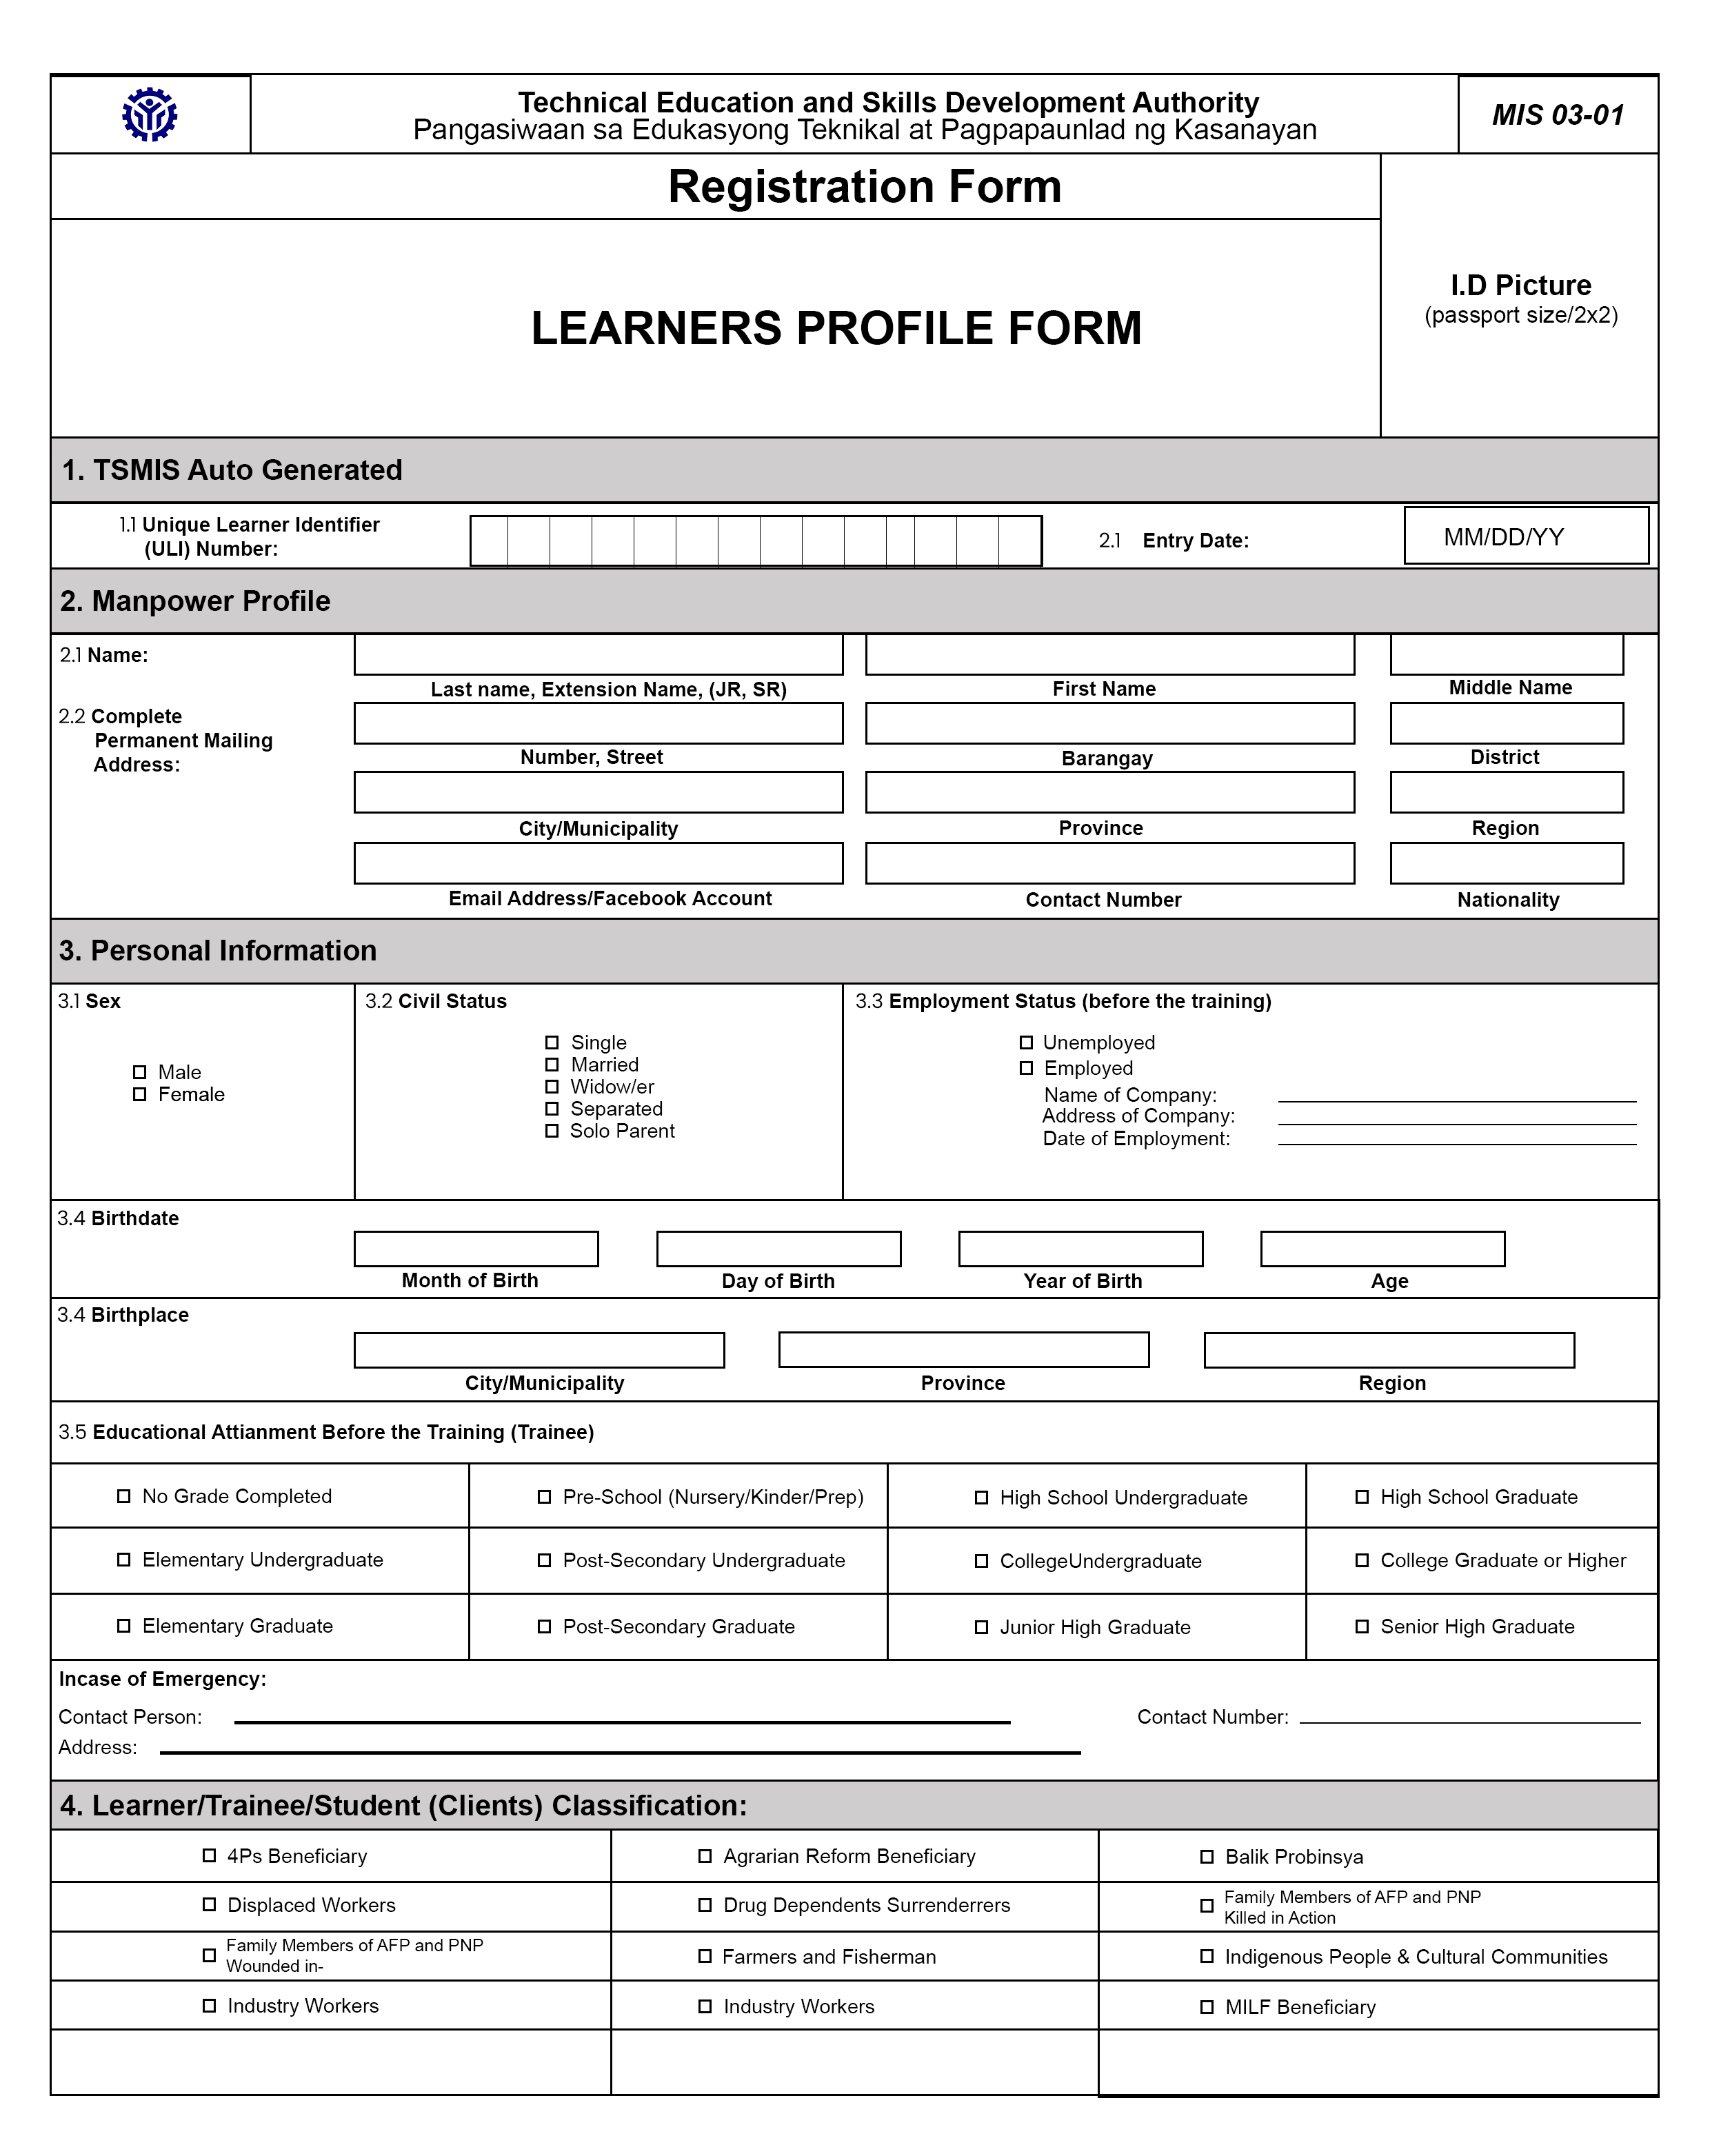 Technical Education and Skills Development Authority
Pangasiwaan sa Edukasyong Teknikal at Pagpapaunlad ng Kasanayan
MIS 03-01
Registration Form
LEARNERS PROFILE FORM
I.D Picture
(passport size/2x2)
1. TSMIS Auto Generated
1.1 Unique Learner Identifier
(ULI) Number:
2.1 Entry Date:
MM/DD/YY
2. Manpower Profile
2.1 Name:
Last name, Extension Name, (JR, SR)
First Name
Middle Name
2.2 Complete
Permanent Mailing
Address:
Number, Street
Barangay
District
City/Municipality
Province
Region
Email Address/Facebook Account
Contact Number
Nationality
3. Personal Information
3.1 Sex
Male
Female
3.2 Civil Status
Single
Married
Widow/er
Separated
Solo Parent
3.3 Employment Status (before the training)
Unemployed
Employed
Name of Company:
Address of Company:
Date of Employment:
3.4 Birthdate
Month of Birth
Day of Birth
Year of Birth
Age
3.4 Birthplace
City/Municipality
Province
Region
3.5 Educational Attianment Before the Training (Trainee)
No Grade Completed
Pre-School (Nursery/Kinder/Prep)
High School Undergraduate
High School Graduate
Elementary Undergraduate
Post-Secondary Undergraduate
CollegeUndergraduate
College Graduate or Higher
Elementary Graduate
Post-Secondary Graduate
Junior High Graduate
Senior High Graduate
Incase of Emergency:
Contact Person:
Contact Number:
Address:
4. Learner/Trainee/Student (Clients) Classification:
4Ps Beneficiary
Agrarian Reform Beneficiary
Balik Probinsya
Displaced Workers
Drug Dependents Surrenderrers
Family Members of AFP and PNP
Killed in Action
Family Members of AFP and PNP
Wounded in-
Farmers and Fisherman
Indigenous People & Cultural Communities
Industry Workers
Industry Workers
MILF Beneficiary